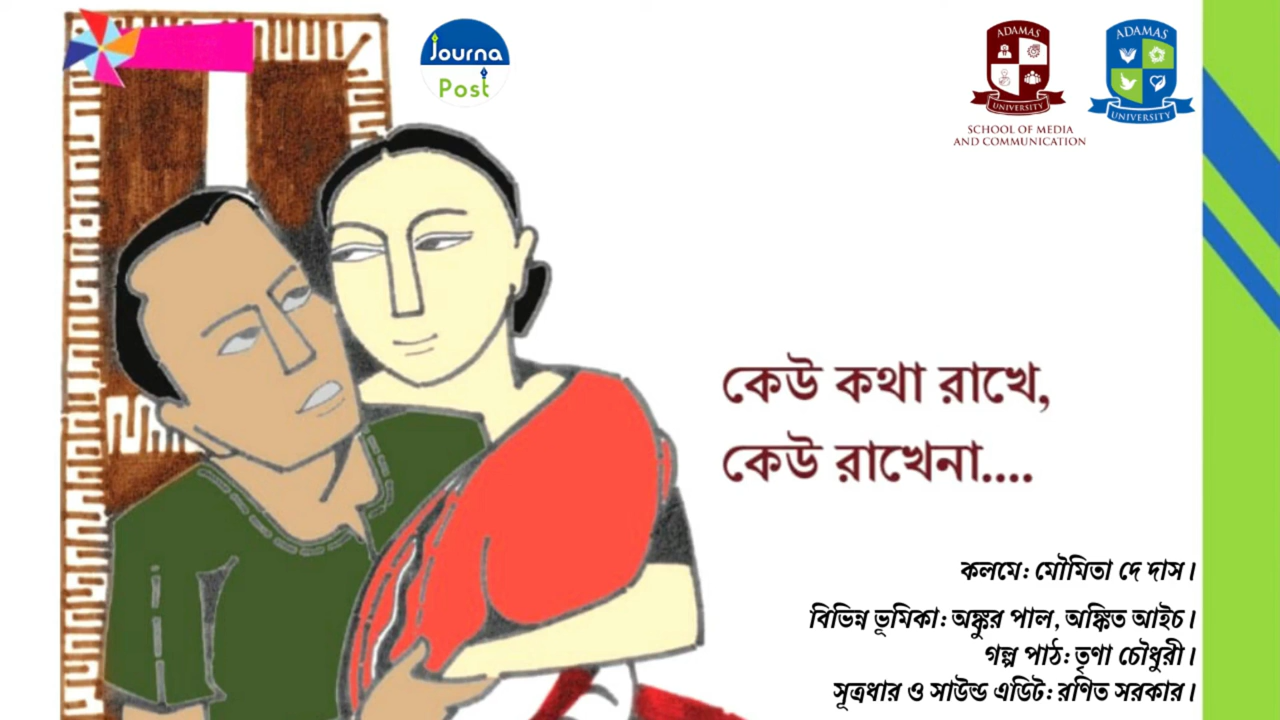 Journa
Post
ADAMAS
UNIVERSITY
SCHOOL OF MEDIA
AND COMMUNICATION
ADAMAS
UNIVERSITY
কেউ কথা রাখে,
কেউ রাখেনা....
কলমে: মৌমিতা দে দাস।
বিভিন্ন ভূমিকা: অঙ্কুর পাল, অঙ্কিত আইচ।
গল্প পাঠ: তৃণা চৌধুরী।
সূত্রধার ও সাউন্ড এডিট: রণিত সরকার।